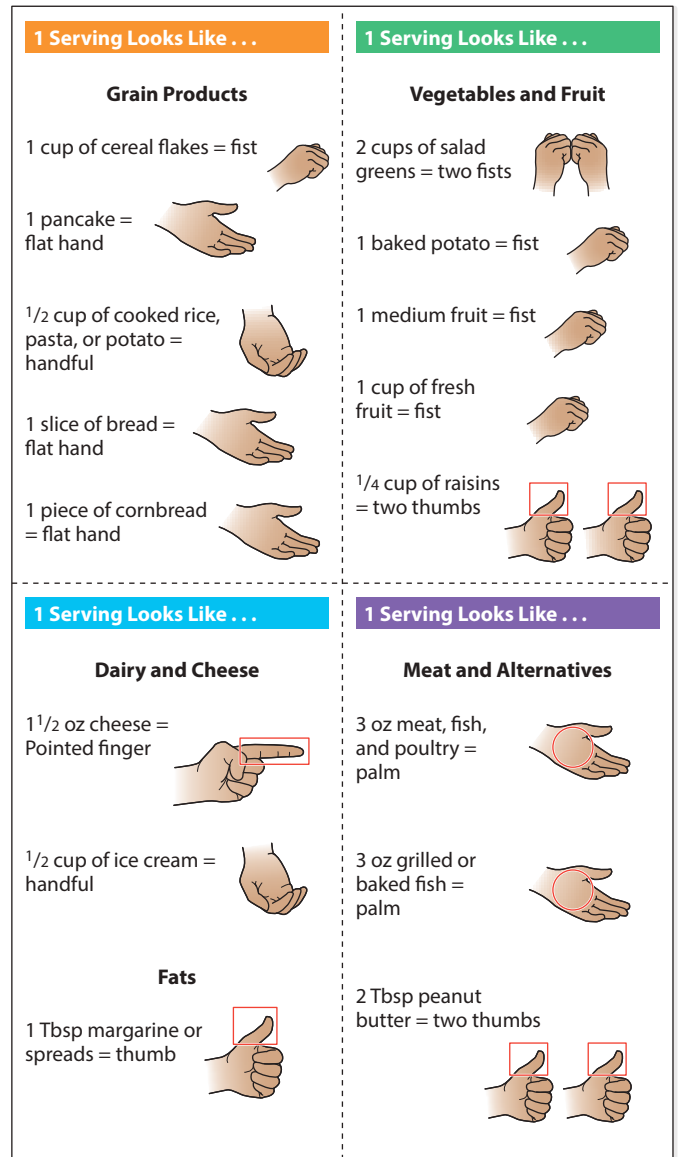 1 Serving Looks Like . . .
Grain Products
1 cup of cereal flakes = fist
1 pancake =
flat hand
1/2 cup of cooked rice,
pasta, or potato =
handful
1 slice of bread =
flat hand
1 piece of cornbread
= flat hand
1 Serving Looks Like . . .
Vegetables and Fruit
2 cups of salad
greens = two fists
1 baked potato = fist
1 medium fruit = fist
1 cup of fresh
fruit = fist
1/4 cup of raisins
= two thumbs
1 Serving Looks Like . . .
Dairy and Cheese
1 1/2 oz cheese =
Pointed finger
1/2 cup of ice cream =
handful
Fats
1 Tbsp margarine or
spreads = thumb
1 Serving Looks Like . . .
Meat and Alternatives
3 oz meat, fish,
and poultry =
palm
3 oz grilled or
baked fish =
palm
2 Tbsp peanut
butter = two thumbs